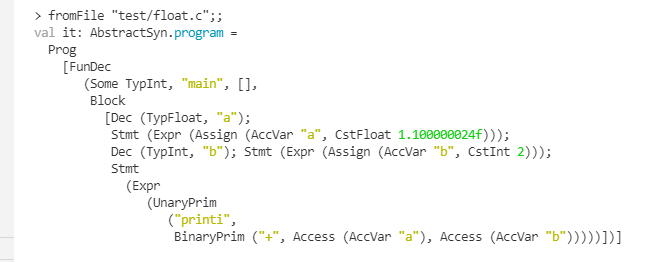 > fromFile "test/float.c";;
val it: AbstractSyn.program =
  Prog
    [FunDec
       (Some TypInt, "main", [],
        Block
          [Dec (TypFloat, "a");
           Stmt (Expr (Assign (AccVar "a", CstFloat 1.100000024f)));
           Dec (TypInt, "b"); Stmt (Expr (Assign (AccVar "b", CstInt 2)));
           Stmt
             (Expr
                (UnaryPrim
                   ("printi",
                    BinaryPrim ("+", Access (AccVar "a"), Access (AccVar "b")))))])]